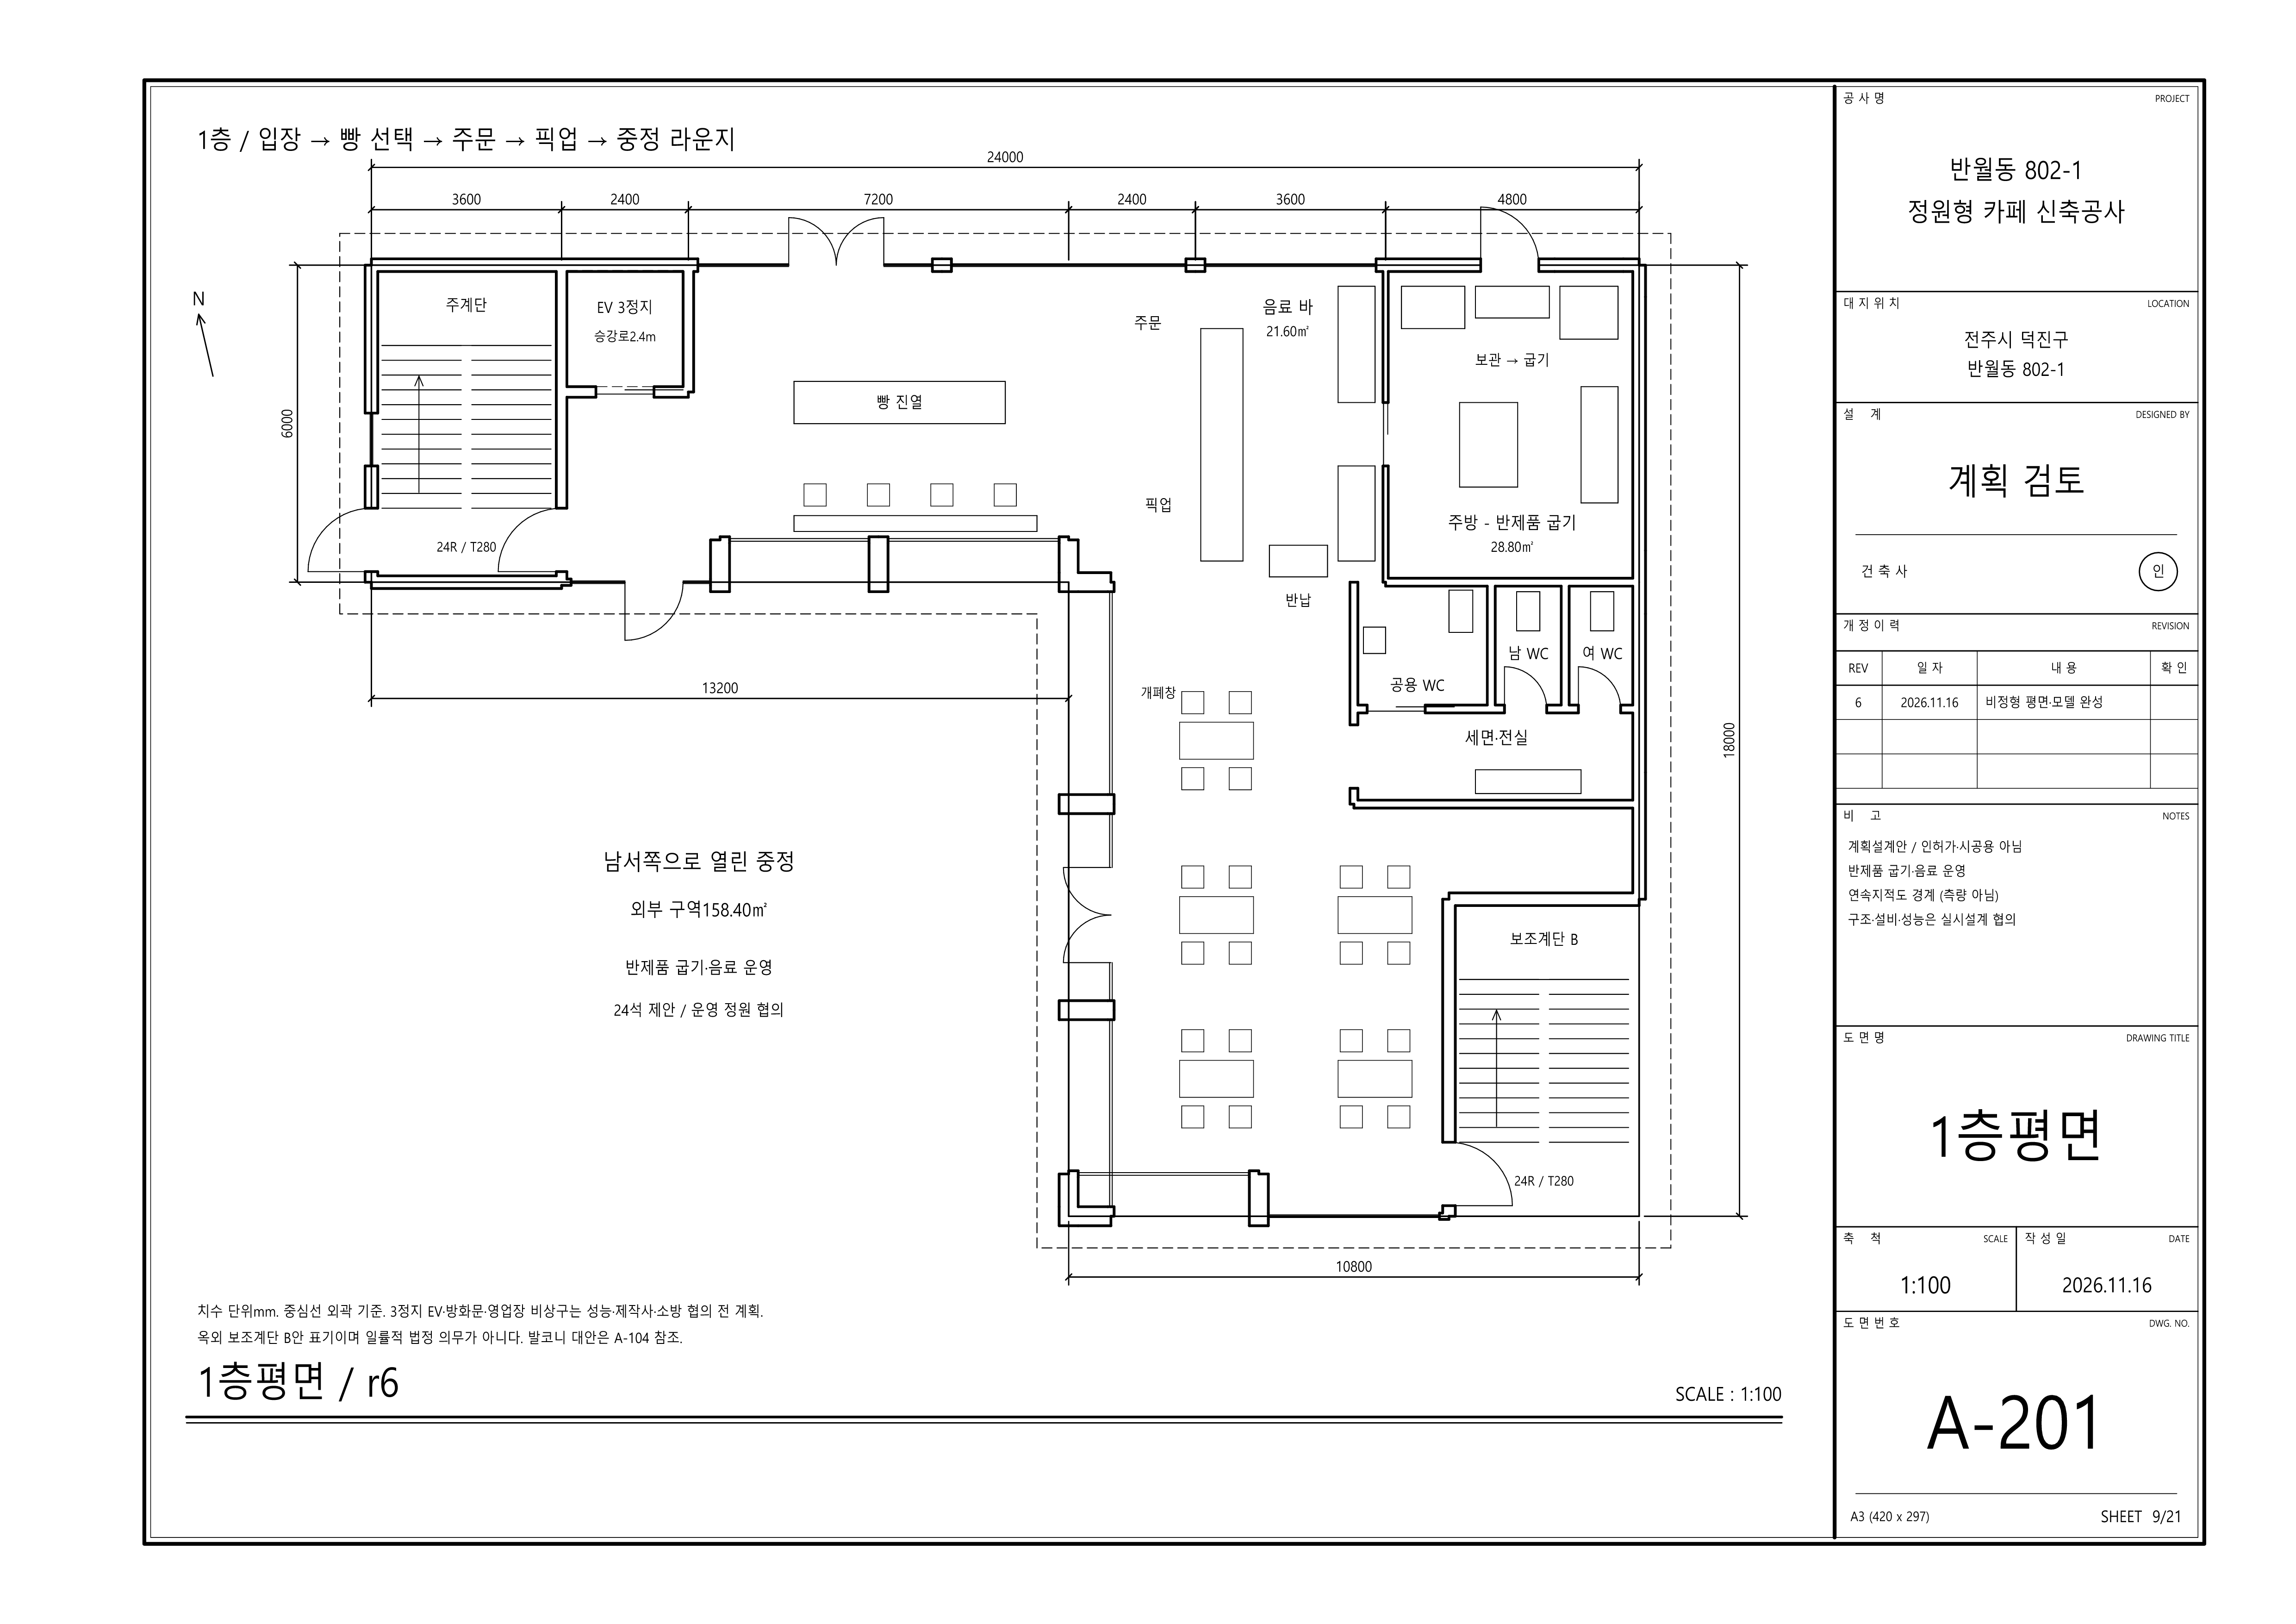 1층 / 입장 → 빵 선택 → 주문 → 픽업 → 중정 라운지
24000
3600
2400
7200
2400
3600
4800
N
6000
주계단
EV 3정지
승강로2.4m
24R / T280
빵 진열
주문
픽업
음료 바
21.60㎡
보관 → 굽기
주방 - 반제품 굽기
28.80㎡
반납
공용 WC
남 WC
여 WC
세면·전실
개폐창
13200
18000
남서쪽으로 열린 중정
외부 구역158.40㎡
반제품 굽기·음료 운영
24석 제안 / 운영 정원 협의
보조계단 B
24R / T280
10800
치수 단위mm. 중심선 외곽 기준. 3정지 EV·방화문·영업장 비상구는 성능·제작사·소방 협의 전 계획.
옥외 보조계단 B안 표기이며 일률적 법정 의무가 아니다. 발코니 대안은 A-104 참조.
1층평면 / r6
SCALE : 1:100
공 사 명 PROJECT
반월동 802-1
정원형 카페 신축공사
대 지 위 치 LOCATION
전주시 덕진구
반월동 802-1
설 계 DESIGNED BY
계획 검토
건 축 사 인
개 정 이 력 REVISION
REV 일 자 내 용 확 인
6 2026.11.16 비정형 평면·모델 완성
비 고 NOTES
계획설계안 / 인허가·시공용 아님
반제품 굽기·음료 운영
연속지적도 경계 (측량 아님)
구조·설비·성능은 실시설계 협의
도 면 명 DRAWING TITLE
1층평면
축 척 SCALE 작 성 일 DATE
1:100 2026.11.16
도 면 번 호 DWG. NO.
A-201
A3 (420 x 297) SHEET 9/21